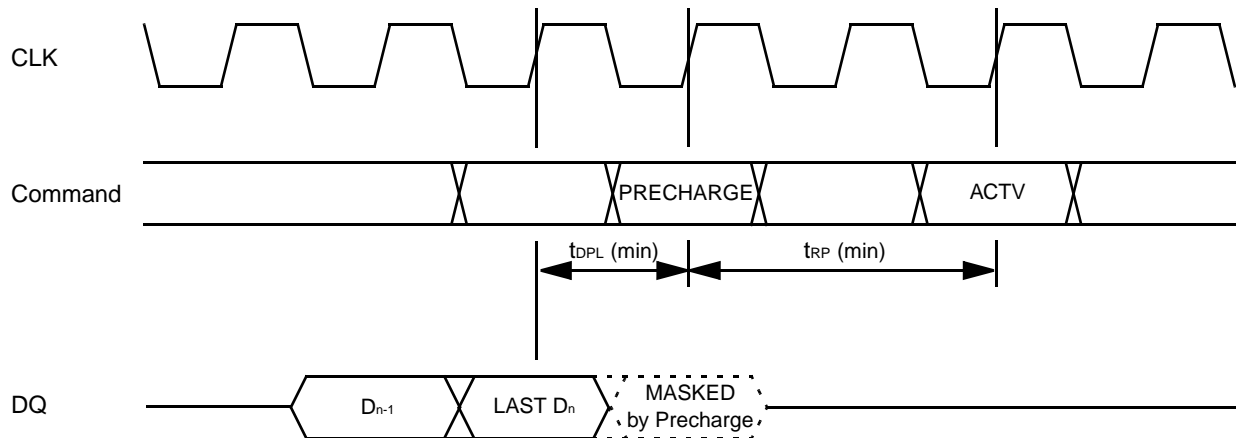 CLK
Command
PRECHARGE
ACTV
tDPL (min)
tRP (min)
DQ
Dn-1
LAST Dn
MASKED
by Precharge